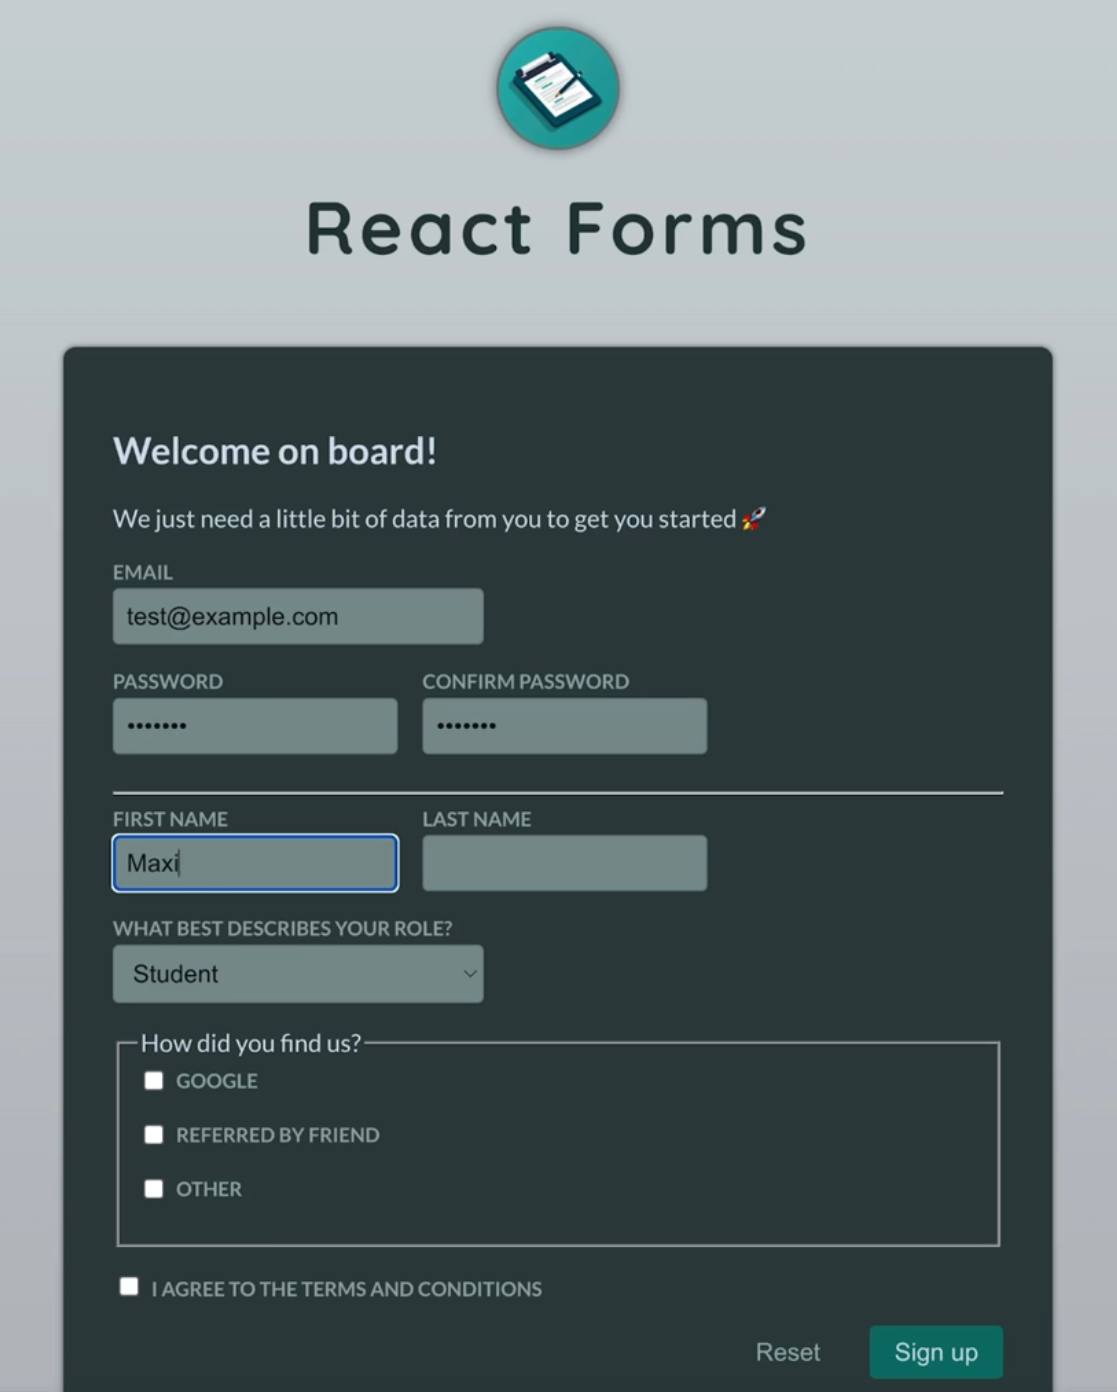 React Forms
Welcome on board!
We just need a little bit of data from you to get you started 🚀
EMAIL
test@example.com
PASSWORD CONFIRM PASSWORD
••••••• •••••••
FIRST NAME LAST NAME
Maxi
WHAT BEST DESCRIBES YOUR ROLE?
Student
How did you find us?
GOOGLE
REFERRED BY FRIEND
OTHER
I AGREE TO THE TERMS AND CONDITIONS
Reset Sign up